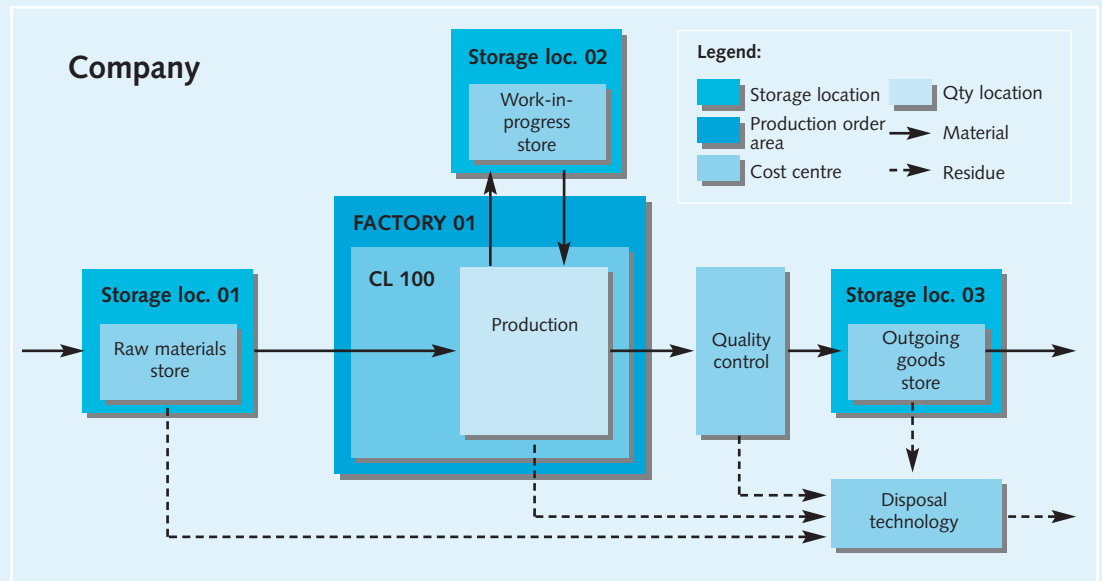 Company
Storage loc. 02
Work-in-
progress
store
Legend:
Storage location
Qty location
Production order
area
Material
Cost centre
Residue
FACTORY 01
CL 100
Production
Storage loc. 01
Raw materials
store
Quality
control
Storage loc. 03
Outgoing
goods
store
Disposal
technology